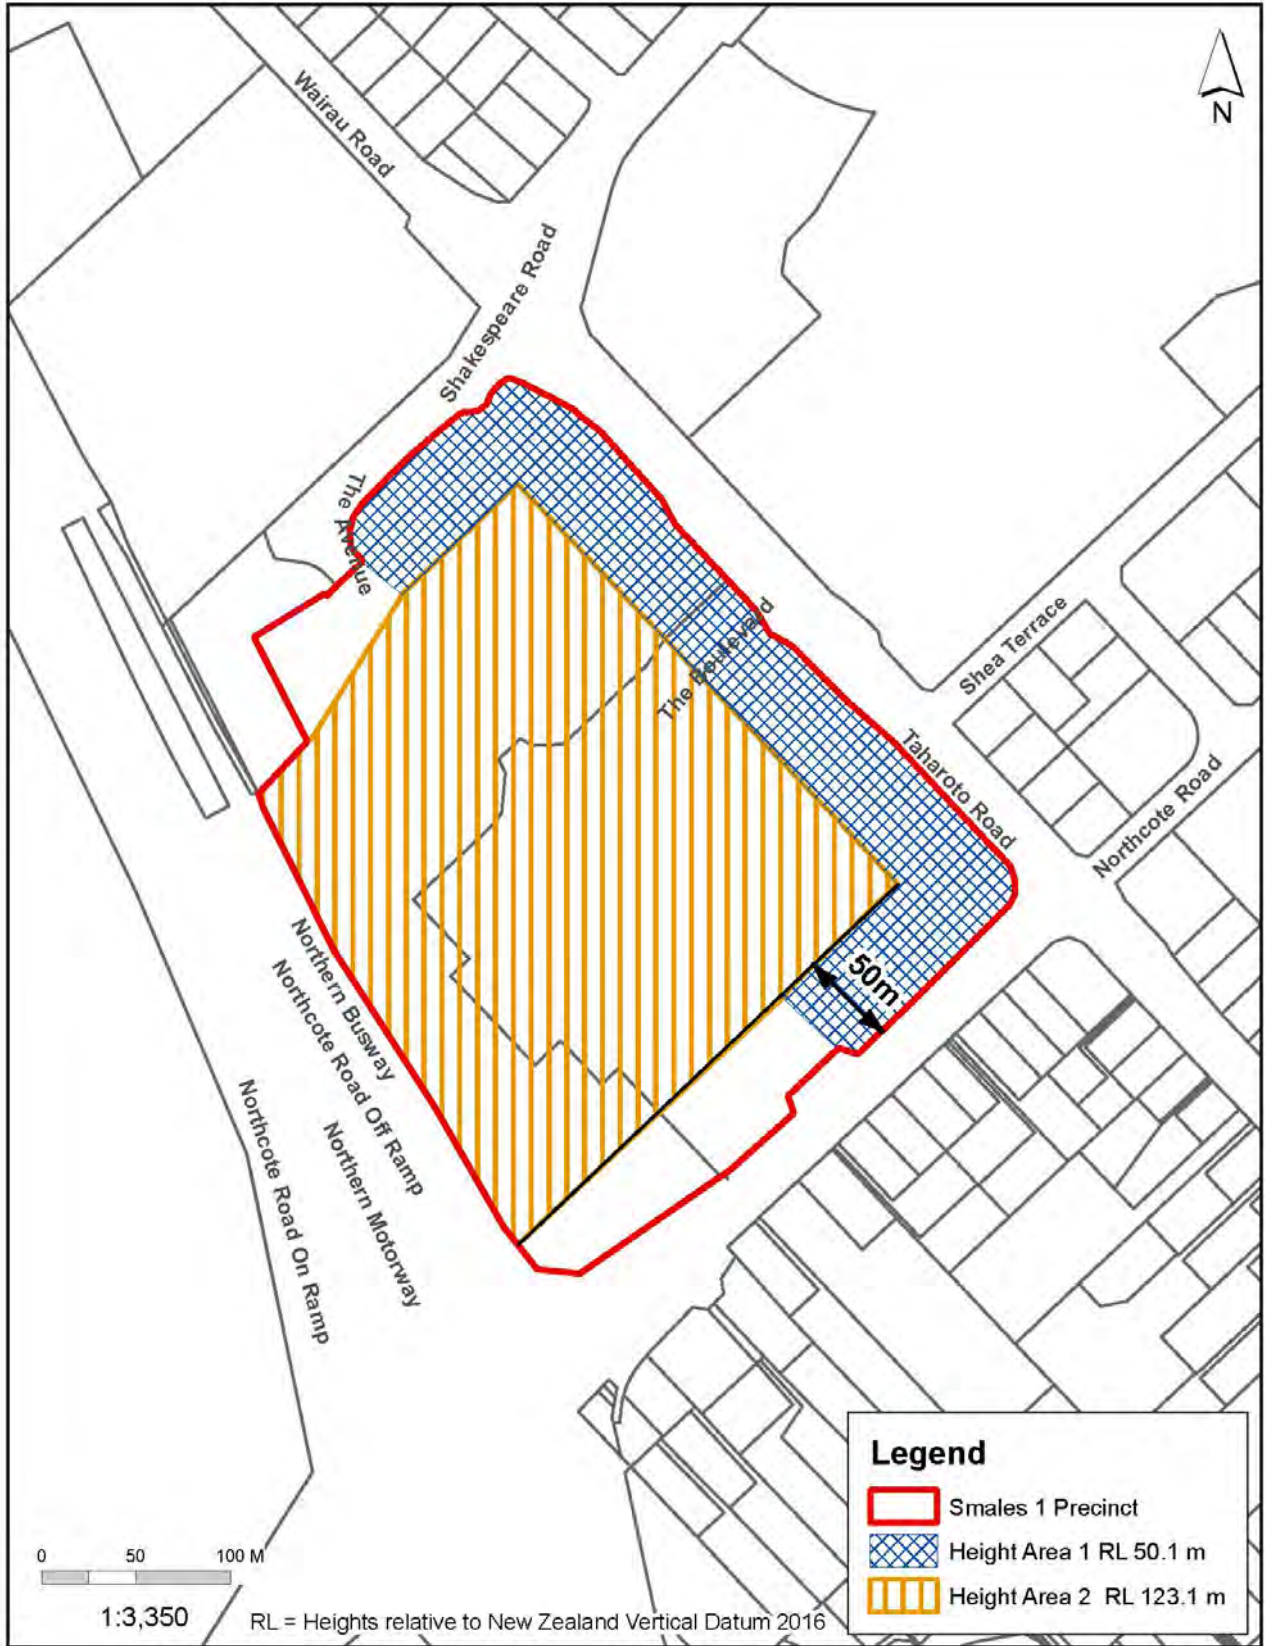 N
Wairau Road
Shakespeare Road
The Avenue
The Boulevard
Shea Terrace
Taharoto Road
Northcote Road
50m
Northern Busway
Northcote Road Off Ramp
Northern Motorway
Northcote Road On Ramp
Legend
Smales 1 Precinct
Height Area 1 RL 50.1 m
Height Area 2 RL 123.1 m
0 50 100 M
1:3,350
RL = Heights relative to New Zealand Vertical Datum 2016